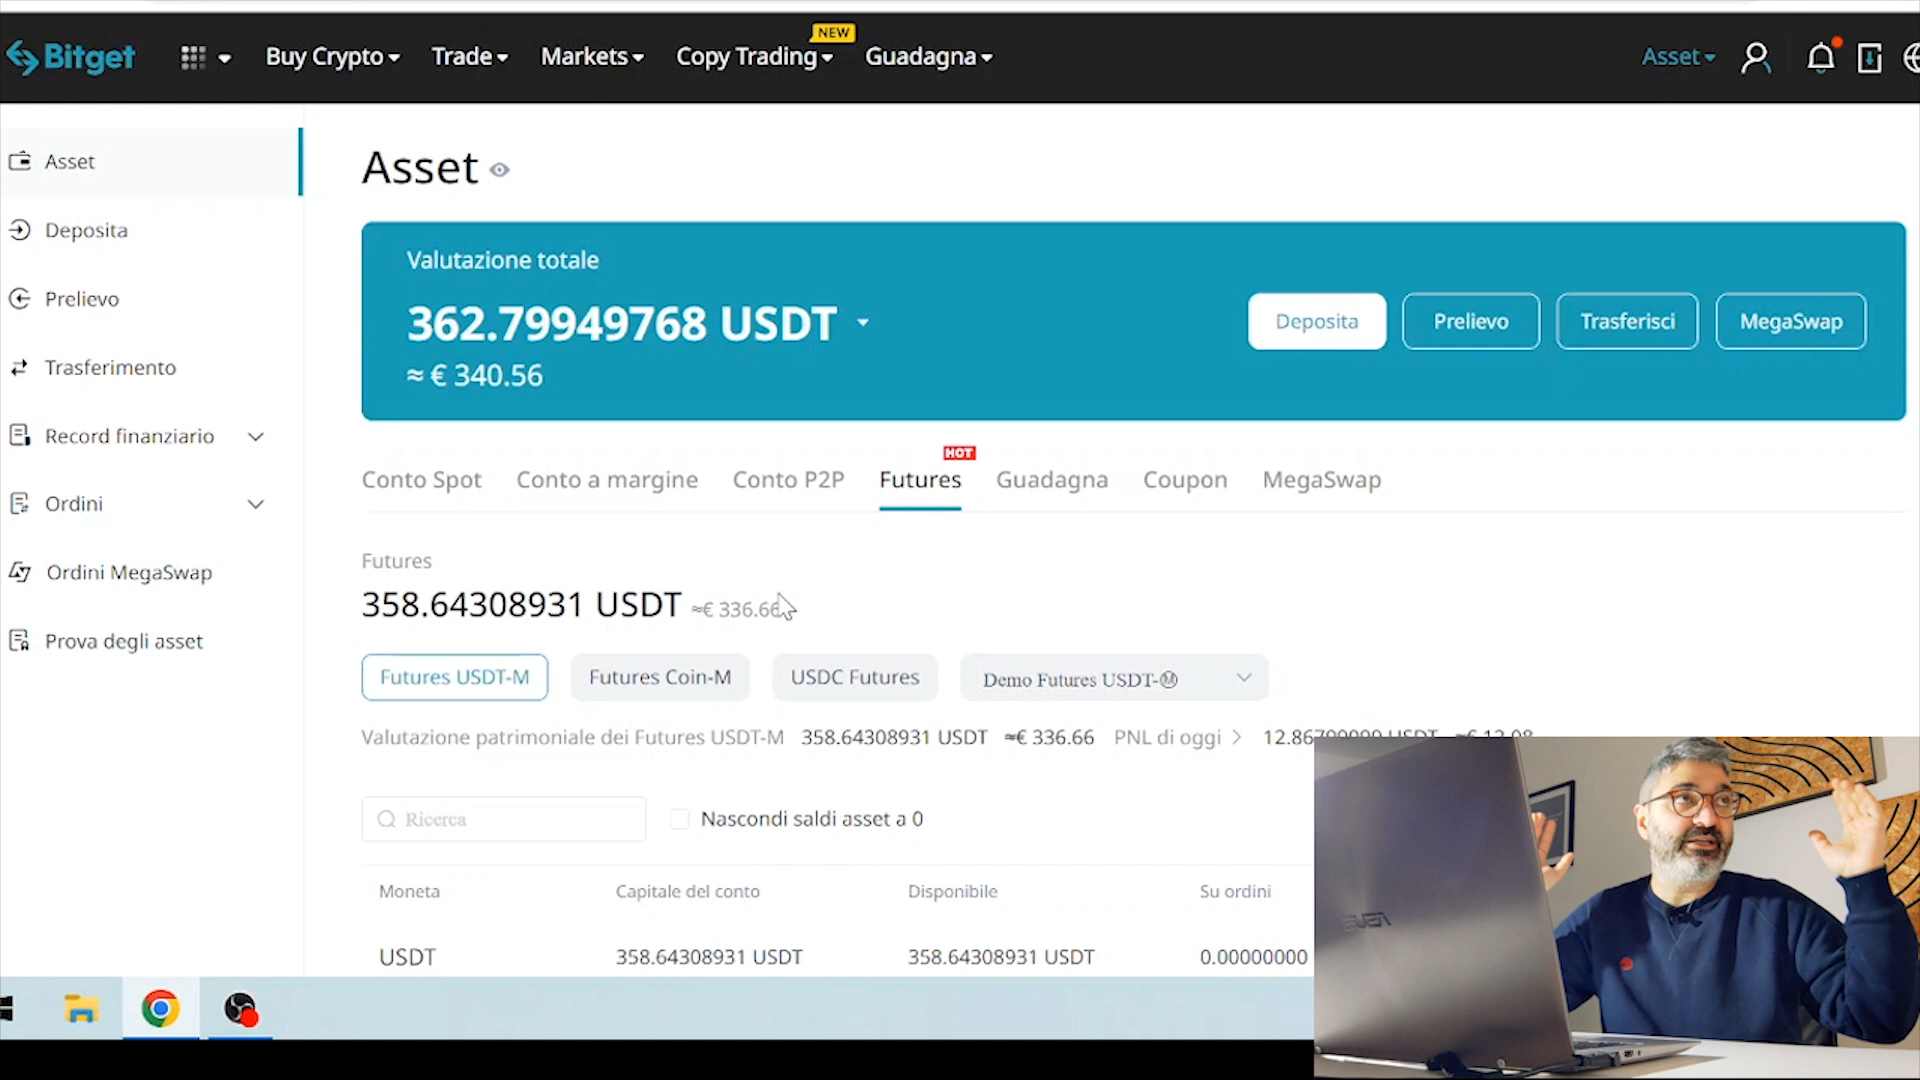 Bitget Buy Crypto Trade Markets Copy Trading NEW Guadagna Asset
Asset
Deposita
Prelievo
Trasferimento
Record finanziario
Ordini
Ordini MegaSwap
Prova degli asset
Asset
Valutazione totale
362.79949768 USDT
≈ € 340.56
Deposita Prelievo Trasferisci MegaSwap
HOT
Conto Spot Conto a margine Conto P2P Futures Guadagna Coupon MegaSwap
Futures
358.64308931 USDT ≈€ 336.66
Futures USDT-M Futures Coin-M USDC Futures Demo Futures USDT-Ⓜ
Valutazione patrimoniale dei Futures USDT-M 358.64308931 USDT ≈€ 336.66 PNL di oggi
Ricerca Nascondi saldi asset a 0
Moneta Capitale del conto Disponibile Su ordini
USDT 358.64308931 USDT 358.64308931 USDT 0.00000000
ASUS